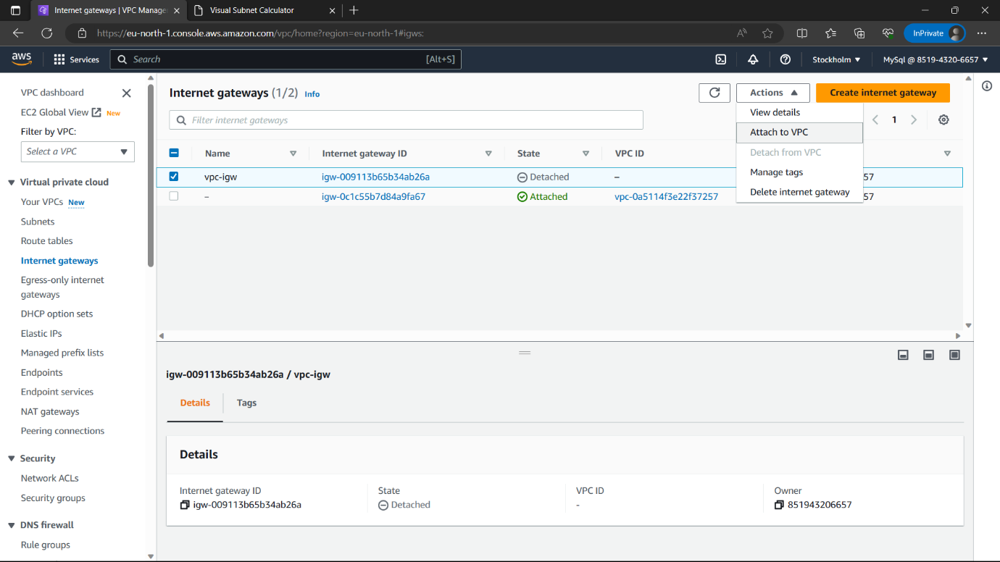 Internet gateways | VPC Manage
Visual Subnet Calculator
https://eu-north-1.console.aws.amazon.com/vpc/home?region=eu-north-1#igws:
InPrivate
aws
Services
Search
[Alt+S]
Stockholm
MySql @ 8519-4320-6657
VPC dashboard
EC2 Global View New
Filter by VPC:
Select a VPC
Virtual private cloud
Your VPCs New
Subnets
Route tables
Internet gateways
Egress-only internet
gateways
DHCP option sets
Elastic IPs
Managed prefix lists
Endpoints
Endpoint services
NAT gateways
Peering connections
Security
Network ACLs
Security groups
DNS firewall
Rule groups
Internet gateways (1/2) Info
Actions
Create internet gateway
Filter internet gateways
1
View details
Attach to VPC
Detach from VPC
Manage tags
Delete internet gateway
Name Internet gateway ID State VPC ID
vpc-igw igw-009113b65b34ab26a Detached – 57
– igw-0c1c55b7d84a9fa67 Attached vpc-0a5114f3e22f37257 57
igw-009113b65b34ab26a / vpc-igw
Details Tags
Details
Internet gateway ID State VPC ID Owner
igw-009113b65b34ab26a Detached - 851943206657